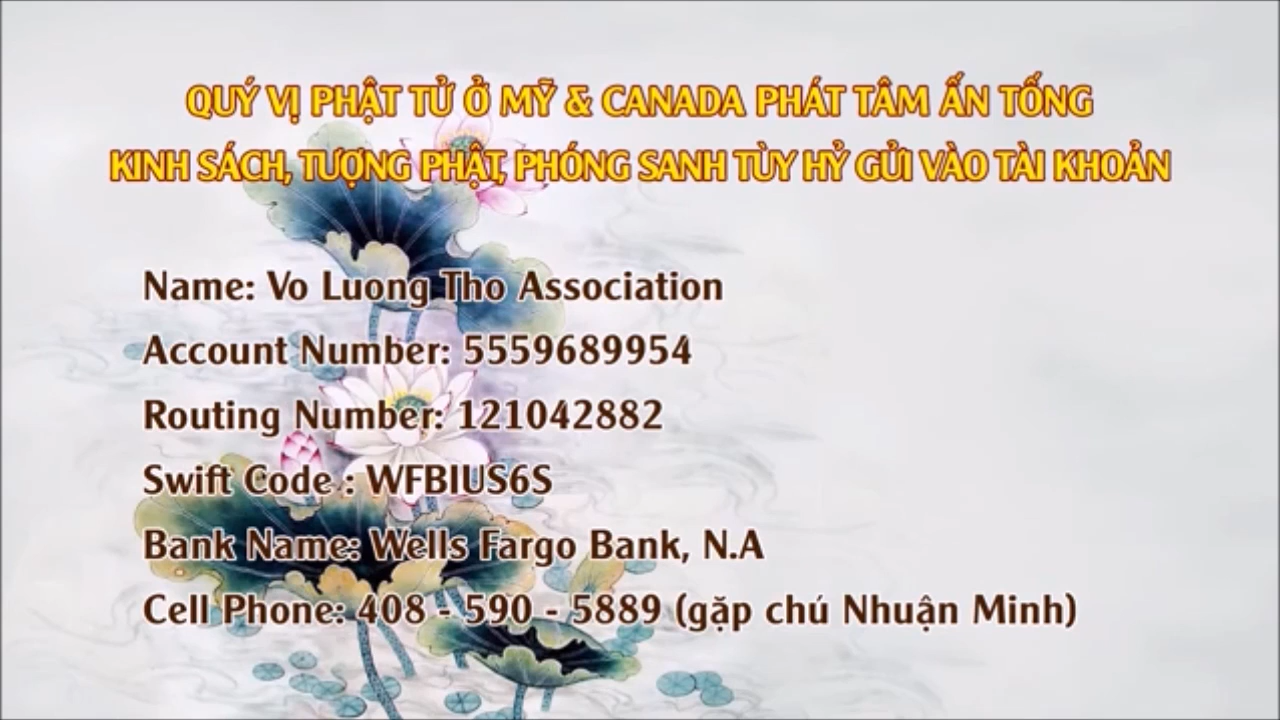 QUÝ VỊ PHẬT TỬ Ở MỸ & CANADA PHÁT TÂM ẤN TỐNG
KINH SÁCH, TƯỢNG PHẬT, PHÓNG SANH TÙY HỶ GỬI VÀO TÀI KHOẢN
Name: Vo Luong Tho Association
Account Number: 5559689954
Routing Number: 121042882
Swift Code : WFBIUS6S
Bank Name: Wells Fargo Bank, N.A
Cell Phone: 408 - 590 - 5889 (gặp chú Nhuận Minh)